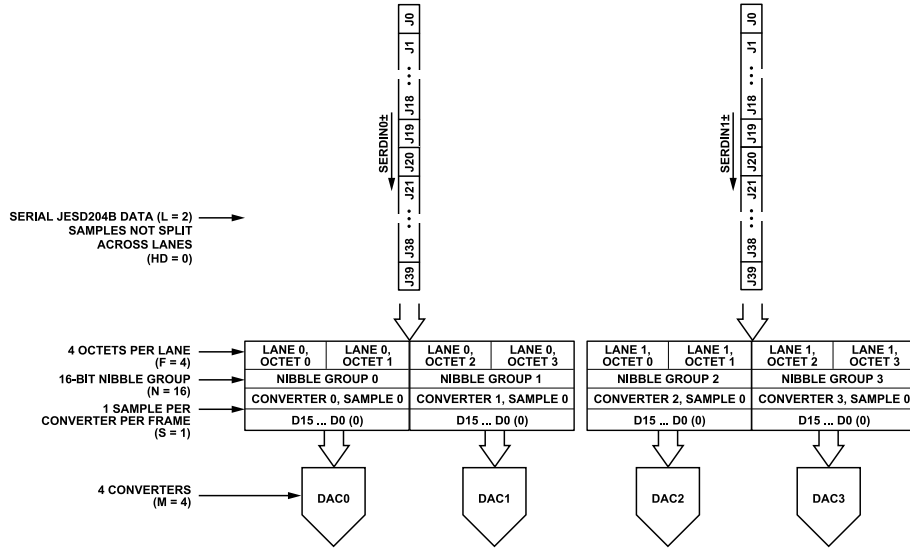 J0
J1
...
J18
J19
J20
J21
...
J38
J39
SERDIN0±
J0
J1
...
J18
J19
J20
J21
...
J38
J39
SERDIN1±
SERIAL JESD204B DATA (L = 2)
SAMPLES NOT SPLIT
ACROSS LANES
(HD = 0)
4 OCTETS PER LANE
(F = 4)
16-BIT NIBBLE GROUP
(N = 16)
1 SAMPLE PER
CONVERTER PER FRAME
(S = 1)
4 CONVERTERS
(M = 4)
LANE 0,
OCTET 0
LANE 0,
OCTET 1
LANE 0,
OCTET 2
LANE 0,
OCTET 3
LANE 1,
OCTET 0
LANE 1,
OCTET 1
LANE 1,
OCTET 2
LANE 1,
OCTET 3
NIBBLE GROUP 0
NIBBLE GROUP 1
NIBBLE GROUP 2
NIBBLE GROUP 3
CONVERTER 0, SAMPLE 0
CONVERTER 1, SAMPLE 0
CONVERTER 2, SAMPLE 0
CONVERTER 3, SAMPLE 0
D15 ... D0 (0)
D15 ... D0 (0)
D15 ... D0 (0)
D15 ... D0 (0)
DAC0
DAC1
DAC2
DAC3